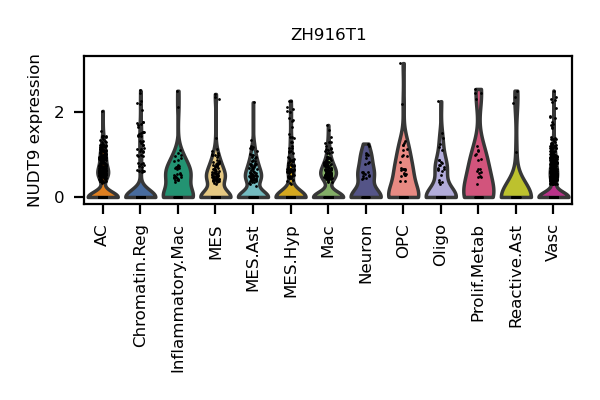 ZH916T1
NUDT9 expression
2
0
AC
Chromatin.Reg
Inflammatory.Mac
MES
MES.Ast
MES.Hyp
Mac
Neuron
OPC
Oligo
Prolif.Metab
Reactive.Ast
Vasc